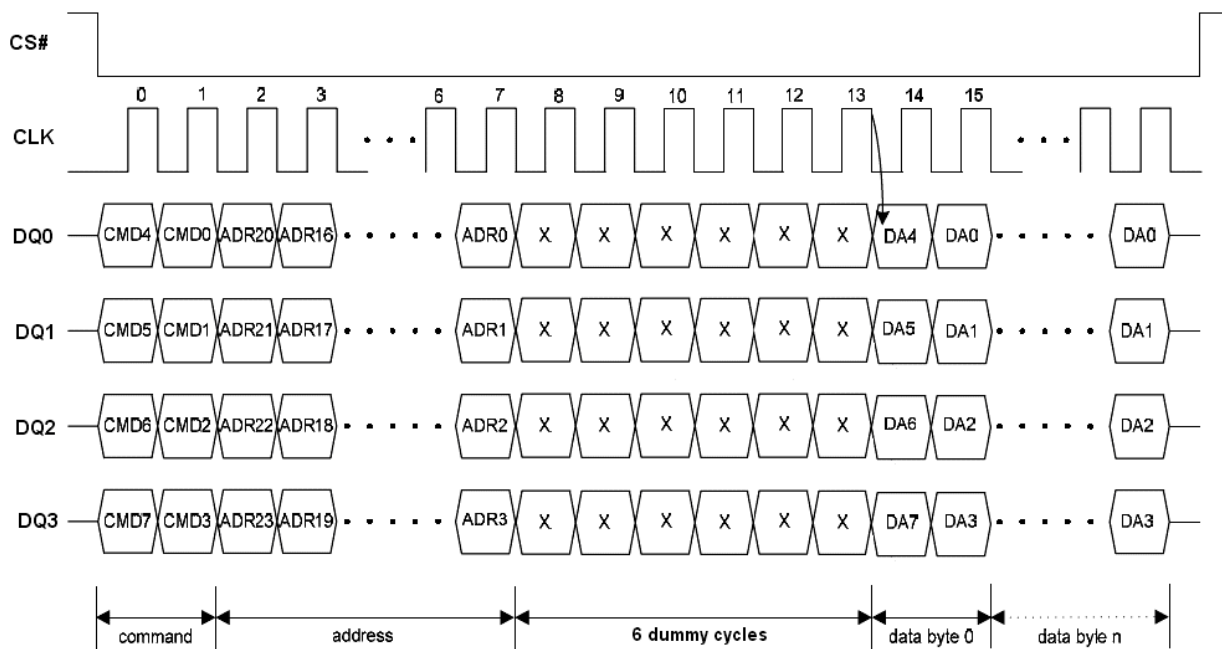 CS#
0 1 2 3 6 7 8 9 10 11 12 13 14 15
CLK
DQ0 CMD4 CMD0 ADR20 ADR16 ADR0 X X X X X X DA4 DA0 DA0
DQ1 CMD5 CMD1 ADR21 ADR17 ADR1 X X X X X X DA5 DA1 DA1
DQ2 CMD6 CMD2 ADR22 ADR18 ADR2 X X X X X X DA6 DA2 DA2
DQ3 CMD7 CMD3 ADR23 ADR19 ADR3 X X X X X X DA7 DA3 DA3
command address 6 dummy cycles data byte 0 data byle n